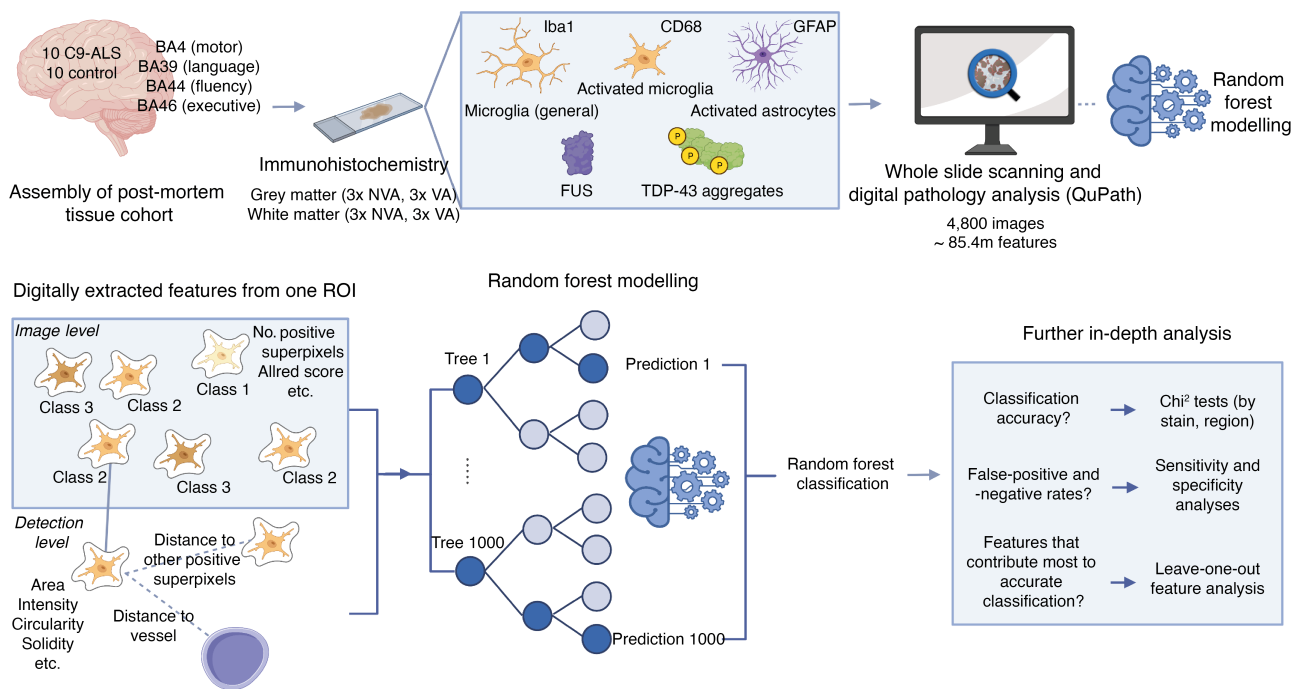 10 C9-ALS
10 control
BA4 (motor)
BA39 (language)
BA44 (fluency)
BA46 (executive)
Assembly of post-mortem
tissue cohort
Immunohistochemistry
Grey matter (3x NVA, 3x VA)
White matter (3x NVA, 3x VA)
Iba1
CD68
GFAP
Microglia (general)
Activated microglia
Activated astrocytes
FUS
P
P
P
TDP-43 aggregates
Whole slide scanning and
digital pathology analysis (QuPath)
4,800 images
~ 85.4m features
Random
forest
modelling
Digitally extracted features from one ROI
Image level
No. positive
superpixels
Allred score
etc.
Class 3
Class 2
Class 1
Class 2
Class 3
Class 2
Detection
level
Distance to
other positive
superpixels
Area
Intensity
Circularity
Solidity
etc.
Distance to
vessel
Random forest modelling
Tree 1
Tree 1000
Prediction 1
Prediction 1000
Random forest
classification
Further in-depth analysis
Classification
accuracy?
Chi² tests (by
stain, region)
False-positive and
-negative rates?
Sensitivity and
specificity
analyses
Features that
contribute most to
accurate
classification?
Leave-one-out
feature analysis